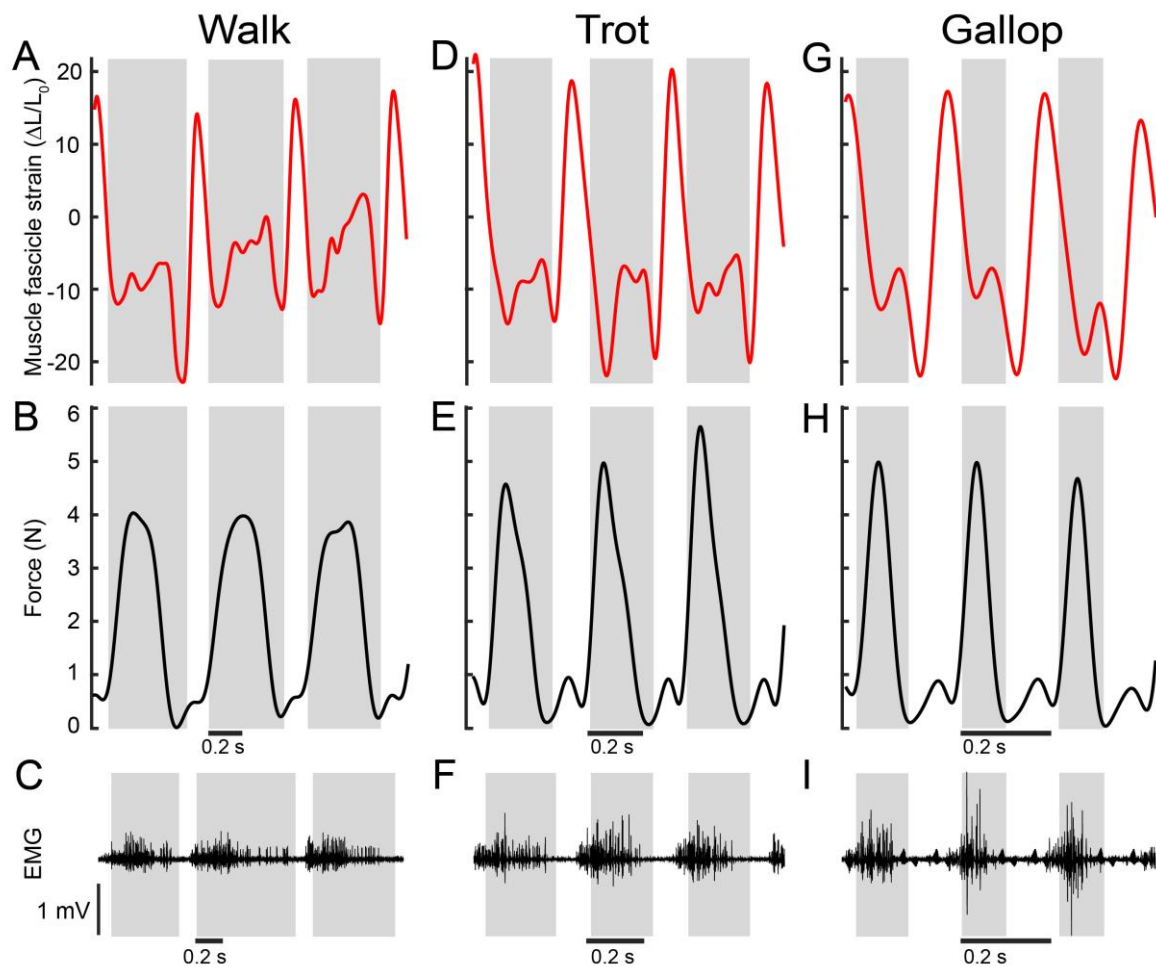 Walk Trot Gallop
A D G
Muscle fascicle strain (ΔL/L₀)
20
10
0
-10
-20
B E H
Force (N)
6
5
4
3
2
1
0
0.2 s 0.2 s 0.2 s
C F I
EMG
1 mV
0.2 s 0.2 s 0.2 s